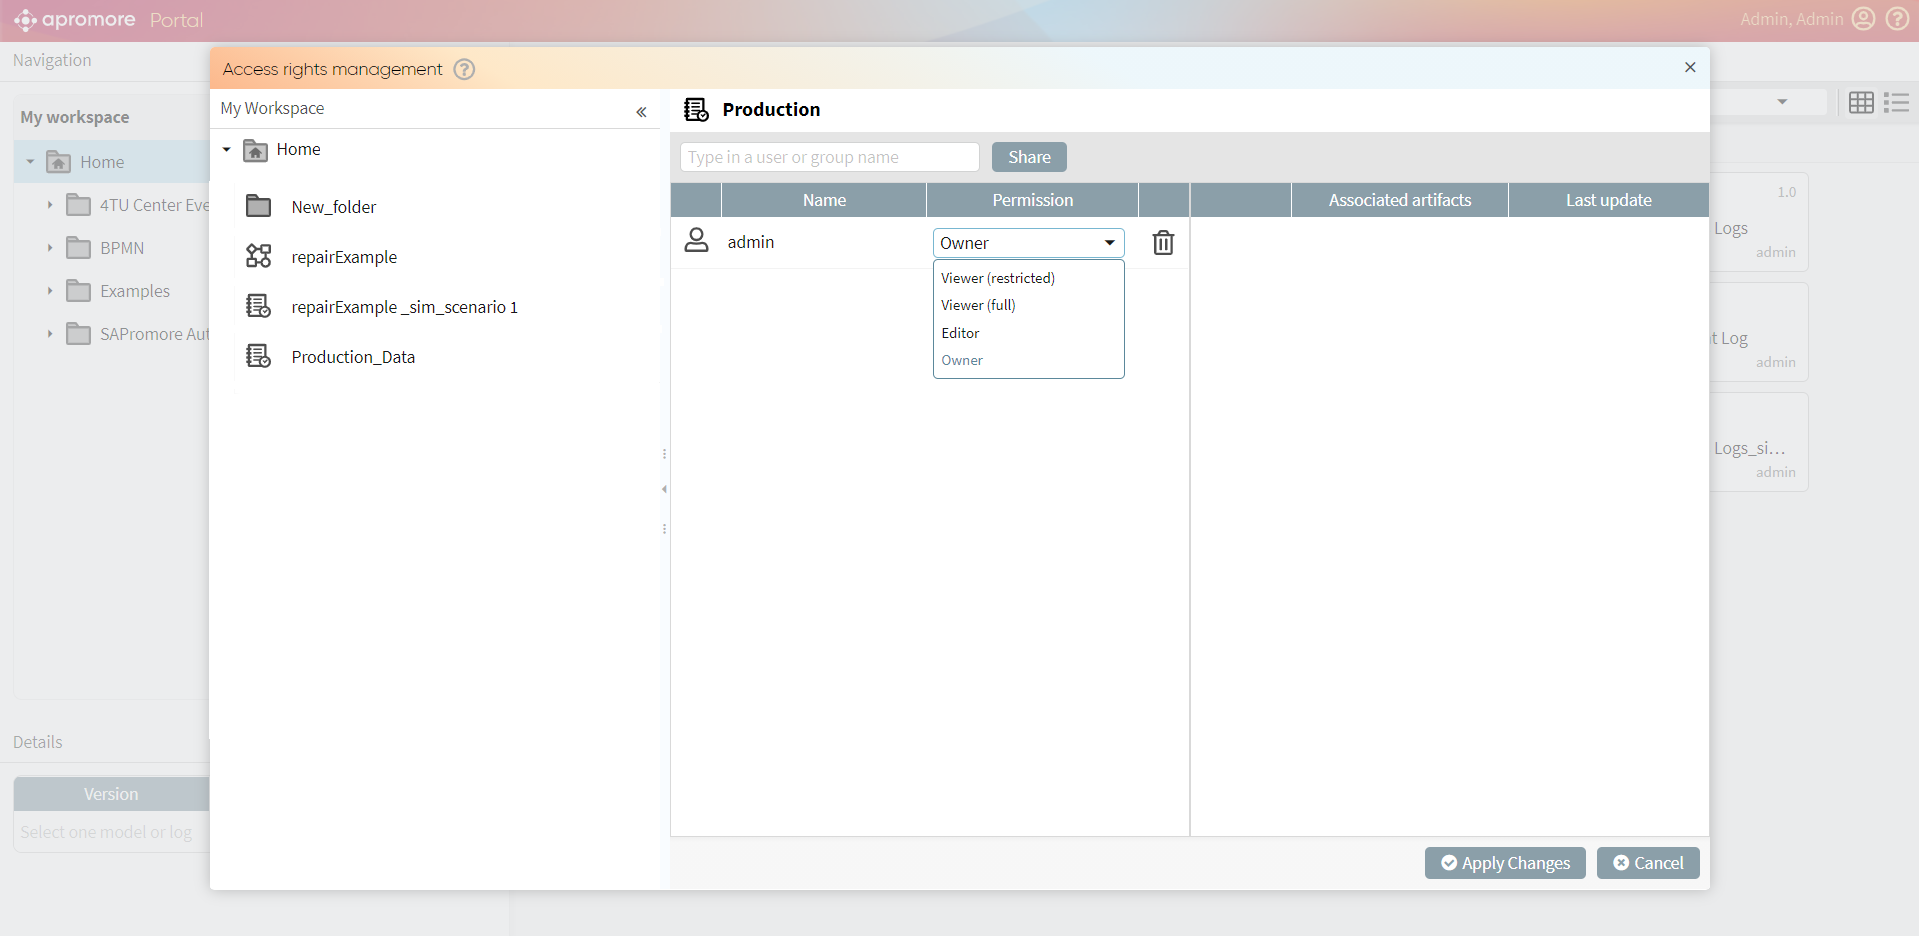 apromore Portal
Admin, Admin
Navigation
My workspace
Home
4TU Center Eve
BPMN
Examples
SAPromore Aut
Details
Version
Select one model or log
Access rights management
My Workspace
Home
New_folder
repairExample
repairExample _sim_scenario 1
Production_Data
Production
Type in a user or group name
Share
Name
Permission
Associated artifacts
Last update
admin
Owner
Viewer (restricted)
Viewer (full)
Editor
Owner
Apply Changes
Cancel
1.0
Logs
admin
t Log
admin
Logs_si...
admin